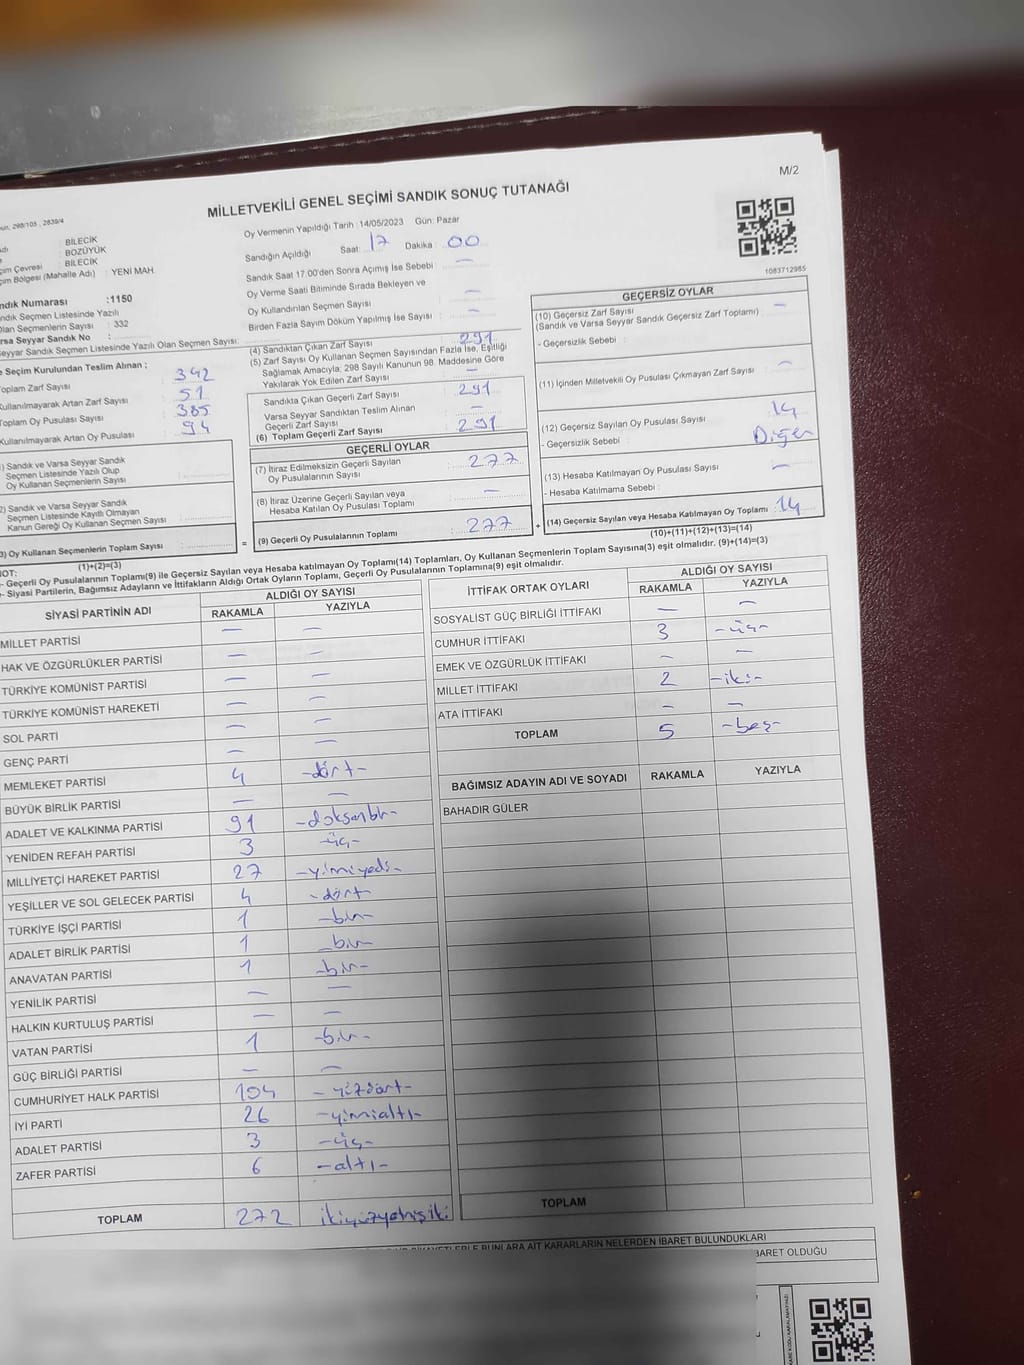 M/2
MİLLETVEKİLİ GENEL SEÇİMİ SANDIK SONUÇ TUTANAĞI
298/105 , 2839/4
BİLECİK
BOZÜYÜK
BİLECİK
Çevresi
Bölgesi (Mahalle Adı) : YENİ MAH.
Numarası :1150
Sandık Seçmen Listesinde Yazılı
Olan Seçmenlerin Sayısı : 332
Varsa Seyyar Sandık No :
Seyyar Sandık Seçmen Listesinde Yazılı Olan Seçmen Sayısı:
Oy Vermenin Yapıldığı Tarih :14/05/2023 Gün: Pazar
Sandığın Açıldığı Saat: 17 Dakika : 00
Sandık Saat 17:00'den Sonra Açımış İse Sebebi : —
Oy Verme Saati Bitiminde Sırada Bekleyen ve
Oy Kullandırılan Seçmen Sayısı : —
Birden Fazla Sayım Döküm Yapılmış İse Sayısı : —
1083712985
Seçim Kurulundan Teslim Alınan ;
Toplam Zarf Sayısı : 342
Kullanılmayarak Artan Zarf Sayısı : 51
Toplam Oy Pusulası Sayısı : 385
Kullanılmayarak Artan Oy Pusulası : 94
Sandık ve Varsa Seyyar Sandık
Seçmen Listesinde Yazılı Olup
Oy Kullanan Seçmenlerin Sayısı :
Sandık ve Varsa Seyyar Sandık
Seçmen Listesinde Kayıtlı Olmayan
Kanun Gereği Oy Kullanan Seçmen Sayısı :
(3) Oy Kullanan Seçmenlerin Toplam Sayısı :
(1)+(2)=(3)
(4) Sandıktan Çıkan Zarf Sayısı : 291
(5) Zarf Sayısı Oy Kullanan Seçmen Sayısından Fazla İse, Eşitliği
Sağlamak Amacıyla; 298 Sayılı Kanunun 98. Maddesine Göre
Yakılarak Yok Edilen Zarf Sayısı : —
Sandıkta Çıkan Geçerli Zarf Sayısı : 291
Varsa Seyyar Sandıktan Teslim Alınan
Geçerli Zarf Sayısı : —
(6) Toplam Geçerli Zarf Sayısı : 291
GEÇERLİ OYLAR
(7) İtiraz Edilmeksizin Geçerli Sayılan
Oy Pusulalarının Sayısı : 277
(8) İtiraz Üzerine Geçerli Sayılan veya
Hesaba Katılan Oy Pusulası Toplamı : —
= (9) Geçerli Oy Pusulalarının Toplamı : 277 +
GEÇERSİZ OYLAR
(10) Geçersiz Zarf Sayısı : —
(Sandık ve Varsa Seyyar Sandık Geçersiz Zarf Toplamı)
- Geçersizlik Sebebi :
(11) İçinden Milletvekili Oy Pusulası Çıkmayan Zarf Sayısı : —
(12) Geçersiz Sayılan Oy Pusulası Sayısı : 14
- Geçersizlik Sebebi : Diğer
(13) Hesaba Katılmayan Oy Pusulası Sayısı : —
- Hesaba Katılmama Sebebi :
(14) Geçersiz Sayılan veya Hesaba Katılmayan Oy Toplamı : 14
(10)+(11)+(12)+(13)=(14)
NOT:
- Geçerli Oy Pusulalarının Toplamı(9) ile Geçersiz Sayılan veya Hesaba katılmayan Oy Toplamı(14) Toplamları, Oy Kullanan Seçmenlerin Toplam Sayısına(3) eşit olmalıdır. (9)+(14)=(3)
- Siyasi Partilerin, Bağımsız Adayların ve İttifakların Aldığı Ortak Oyların Toplamı, Geçerli Oy Pusulalarının Toplamına(9) eşit olmalıdır.
SİYASİ PARTİNİN ADI ALDIĞI OY SAYISI
RAKAMLA YAZIYLA
MİLLET PARTİSİ — —
HAK VE ÖZGÜRLÜKLER PARTİSİ — —
TÜRKİYE KOMÜNİST PARTİSİ — —
TÜRKİYE KOMÜNİST HAREKETİ — —
SOL PARTİ — —
GENÇ PARTİ — —
MEMLEKET PARTİSİ 4 -dört-
BÜYÜK BİRLİK PARTİSİ — —
ADALET VE KALKINMA PARTİSİ 91 -doksanbir-
YENİDEN REFAH PARTİSİ 3 -üç-
MİLLİYETÇİ HAREKET PARTİSİ 27 -yirmiyedi-
YEŞİLLER VE SOL GELECEK PARTİSİ 4 -dört-
TÜRKİYE İŞÇİ PARTİSİ 1 -bir-
ADALET BİRLİK PARTİSİ 1 -bir-
ANAVATAN PARTİSİ 1 -bir-
YENİLİK PARTİSİ — —
HALKIN KURTULUŞ PARTİSİ — —
VATAN PARTİSİ 1 -bir-
GÜÇ BİRLİĞİ PARTİSİ — —
CUMHURİYET HALK PARTİSİ 104 -yüzdört-
İYİ PARTİ 26 -yirmialtı-
ADALET PARTİSİ 3 -üç-
ZAFER PARTİSİ 6 -altı-
TOPLAM 272 ikiyüzyetmişiki
İTTİFAK ORTAK OYLARI ALDIĞI OY SAYISI
RAKAMLA YAZIYLA
SOSYALİST GÜÇ BİRLİĞİ İTTİFAKI — —
CUMHUR İTTİFAKI 3 -üç-
EMEK VE ÖZGÜRLÜK İTTİFAKI — —
MİLLET İTTİFAKI 2 -iki-
ATA İTTİFAKI — —
TOPLAM 5 -beş-
BAĞIMSIZ ADAYIN ADI VE SOYADI RAKAMLA YAZIYLA
BAHADIR GÜLER
TOPLAM
BUNLARA AİT KARARLARIN NELERDEN İBARET BULUNDUKLARI
İBARET OLDUĞU